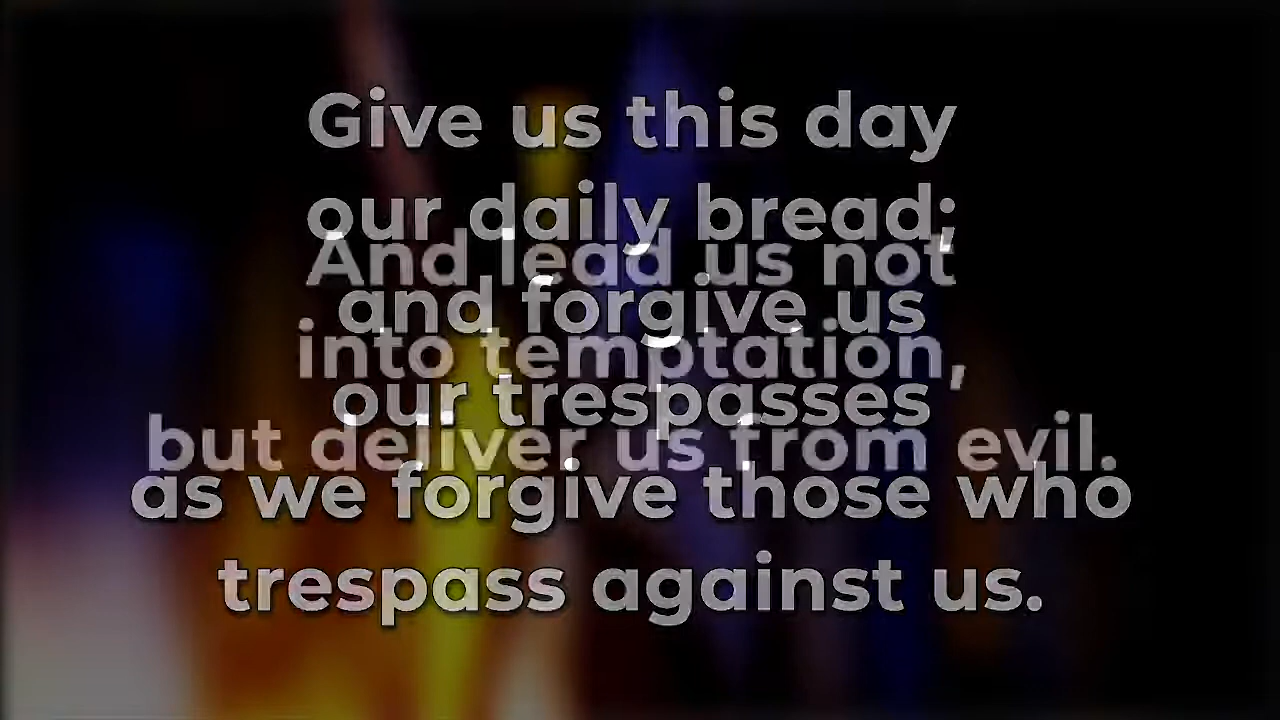 Give us this day
our daily bread;
and forgive us
our trespasses
as we forgive those who
trespass against us.
And lead us not
into temptation,
but deliver us from evil.